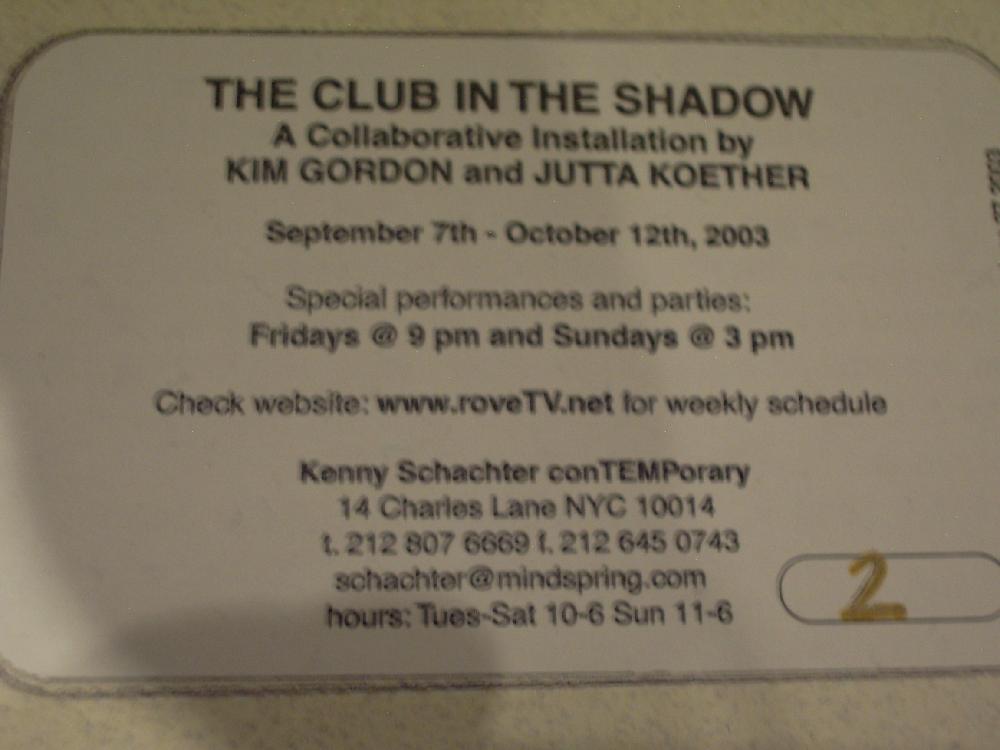 THE CLUB IN THE SHADOW
A Collaborative Installation by
KIM GORDON and JUTTA KOETHER
September 7th - October 12th, 2003
Special performances and parties:
Fridays @ 9 pm and Sundays @ 3 pm
Check website: www.roveTV.net for weekly schedule
Kenny Schachter conTEMPorary
14 Charles Lane NYC 10014
t. 212 807 6669 f. 212 645 0743
schachter@mindspring.com
hours: Tues-Sat 10-6 Sun 11-6
2